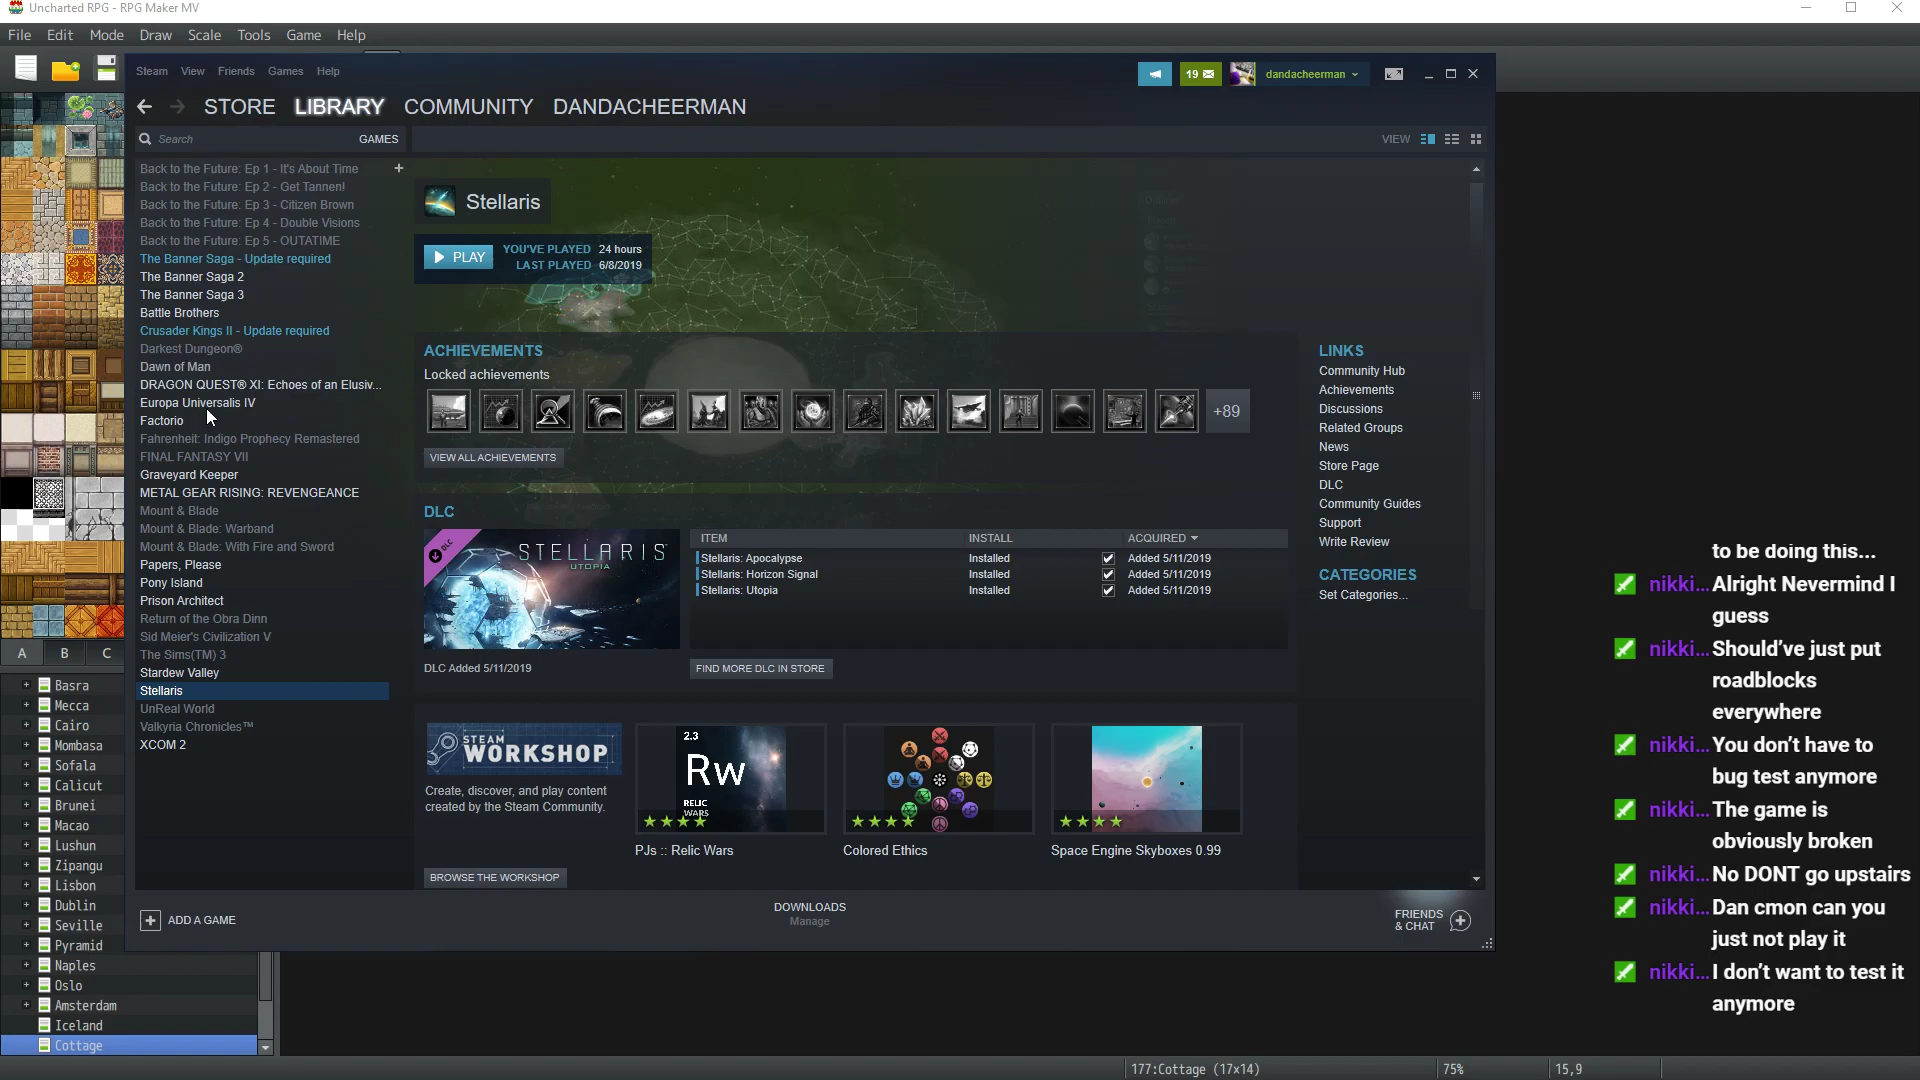 Uncharted RPG - RPG Maker MV
File Edit Mode Draw Scale Tools Game Help
Steam View Friends Games Help
19
dandacheerman
STORE LIBRARY COMMUNITY DANDACHEERMAN
Search GAMES
VIEW
Back to the Future: Ep 1 - It's About Time
Back to the Future: Ep 2 - Get Tannen!
Back to the Future: Ep 3 - Citizen Brown
Back to the Future: Ep 4 - Double Visions
Back to the Future: Ep 5 - OUTATIME
The Banner Saga - Update required
The Banner Saga 2
The Banner Saga 3
Battle Brothers
Crusader Kings II - Update required
Darkest Dungeon®
Dawn of Man
DRAGON QUEST® XI: Echoes of an Elusiv...
Europa Universalis IV
Factorio
Fahrenheit: Indigo Prophecy Remastered
FINAL FANTASY VII
Graveyard Keeper
METAL GEAR RISING: REVENGEANCE
Mount & Blade
Mount & Blade: Warband
Mount & Blade: With Fire and Sword
Papers, Please
Pony Island
Prison Architect
Return of the Obra Dinn
Sid Meier's Civilization V
The Sims(TM) 3
Stardew Valley
Stellaris
UnReal World
Valkyria Chronicles™
XCOM 2
Stellaris
PLAY
YOU'VE PLAYED 24 hours
LAST PLAYED 6/8/2019
ACHIEVEMENTS
Locked achievements
+89
VIEW ALL ACHIEVEMENTS
DLC
DLC
STELLARIS
UTOPIA
DLC Added 5/11/2019
ITEM INSTALL ACQUIRED
Stellaris: Apocalypse Installed Added 5/11/2019
Stellaris: Horizon Signal Installed Added 5/11/2019
Stellaris: Utopia Installed Added 5/11/2019
FIND MORE DLC IN STORE
STEAM
WORKSHOP
Create, discover, and play content
created by the Steam Community.
BROWSE THE WORKSHOP
2.3
Rw
RELIC
WARS
PJs :: Relic Wars
Colored Ethics
Space Engine Skyboxes 0.99
LINKS
Community Hub
Achievements
Discussions
Related Groups
News
Store Page
DLC
Community Guides
Support
Write Review
CATEGORIES
Set Categories...
ADD A GAME
DOWNLOADS
Manage
FRIENDS
& CHAT
A B C
Basra
Mecca
Cairo
Mombasa
Sofala
Calicut
Brunei
Macao
Lushun
Zipangu
Lisbon
Dublin
Seville
Pyramid
Naples
Oslo
Amsterdam
Iceland
Cottage
to be doing this...
nikki... Alright Nevermind I
guess
nikki... Should've just put
roadblocks
everywhere
nikki... You don't have to
bug test anymore
nikki... The game is
obviously broken
nikki... No DONT go upstairs
nikki... Dan cmon can you
just not play it
nikki... I don't want to test it
anymore
177:Cottage (17x14) 75% 15,9